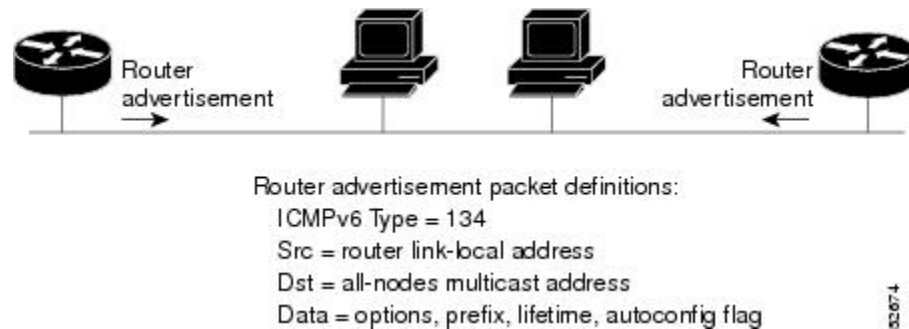 Router
advertisement
Router
advertisement
Router advertisement packet definitions:
ICMPv6 Type = 134
Src = router link-local address
Dst = all-nodes multicast address
Data = options, prefix, lifetime, autoconfig flag
52674